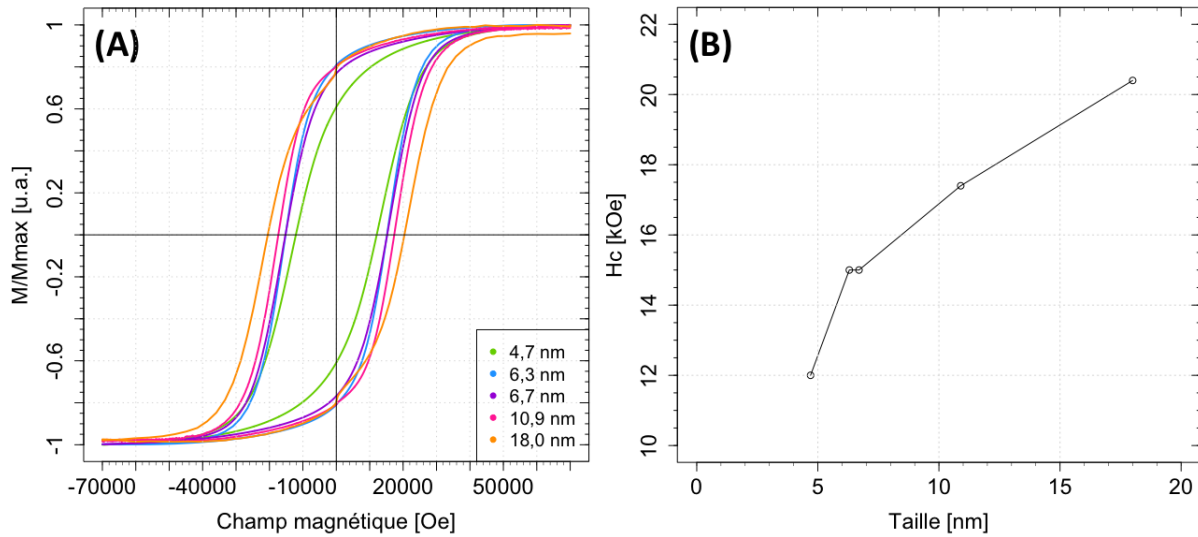 (A)
M/Mmax [u.a.]
1
0.6
0.2
-0.2
-0.6
-1
-70000 -40000 -10000 20000 50000
Champ magnétique [Oe]
4,7 nm
6,3 nm
6,7 nm
10,9 nm
18,0 nm
(B)
Hc [kOe]
22
20
18
16
14
12
10
0 5 10 15 20
Taille [nm]